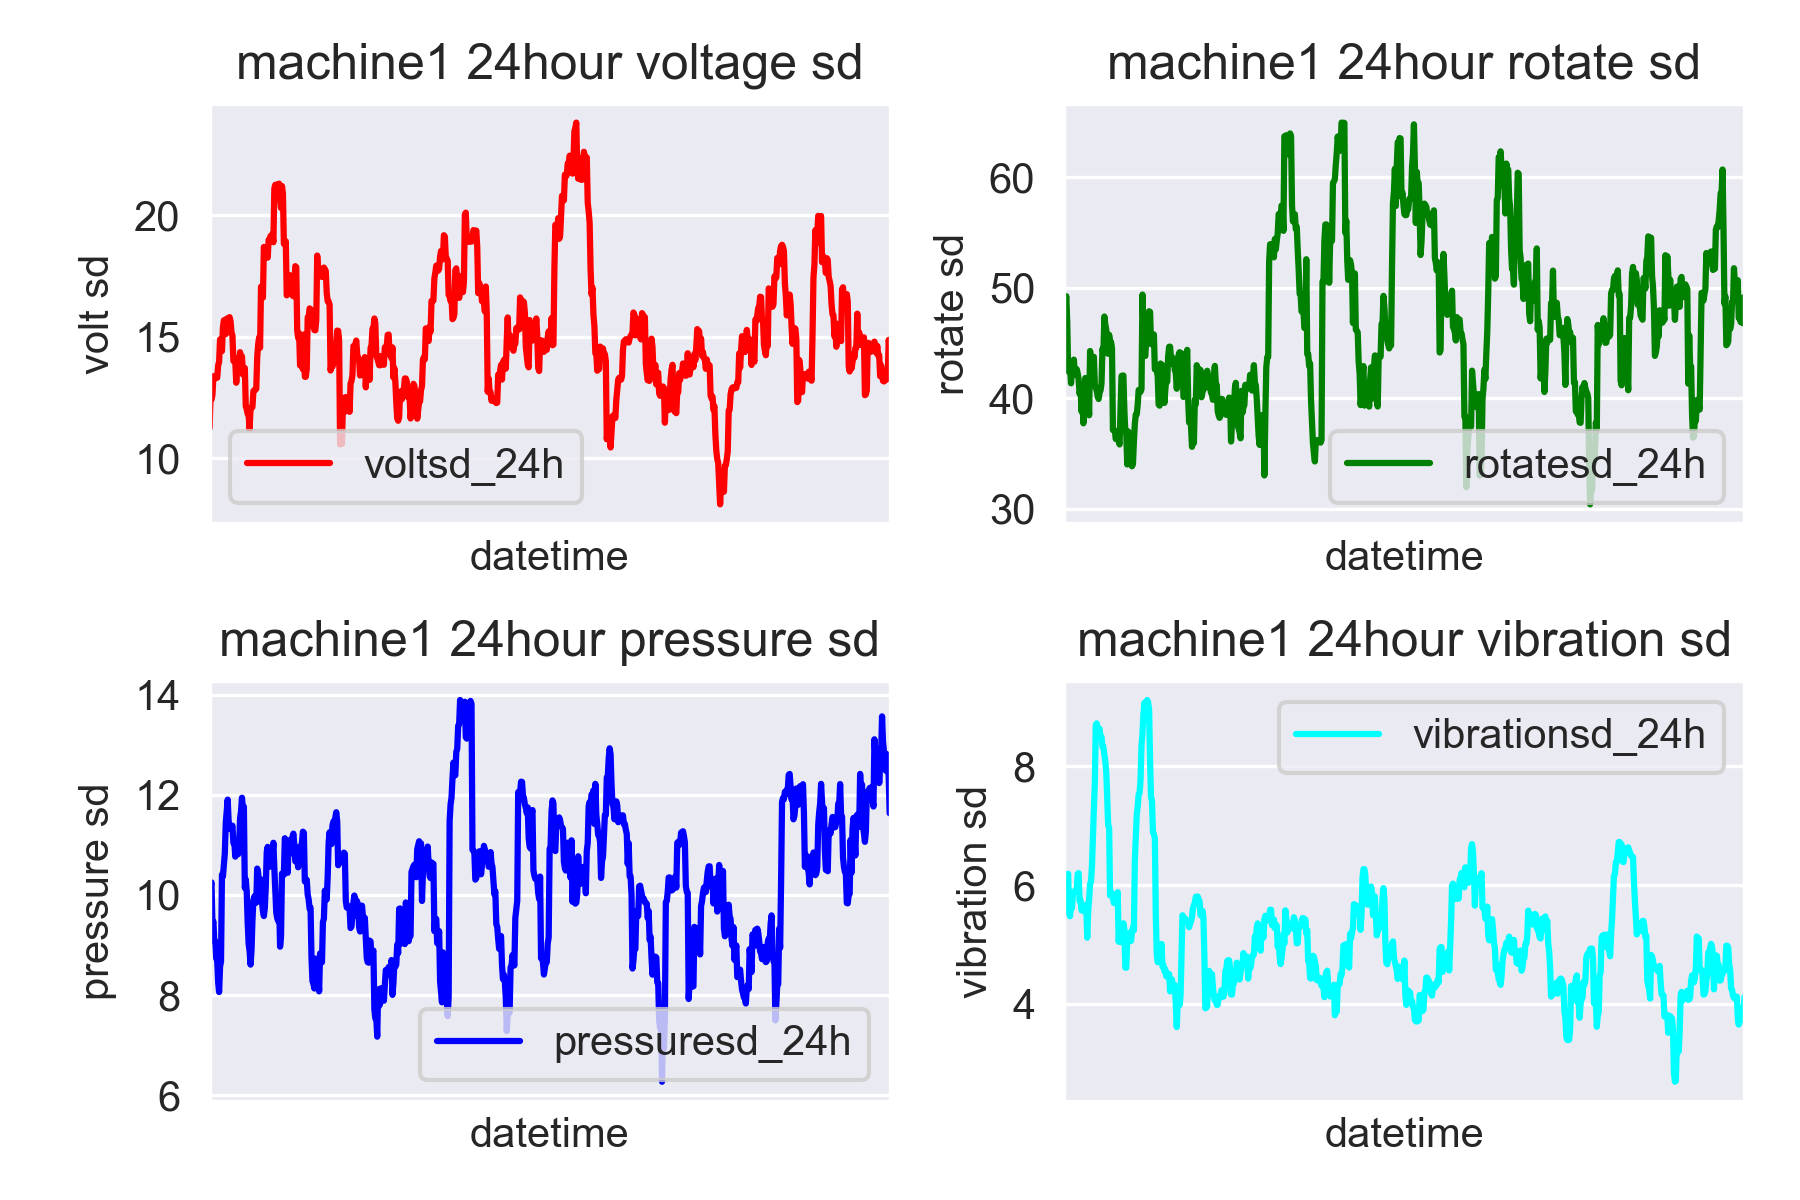 machine1 24hour voltage sd
20
15
10
volt sd
voltsd_24h
datetime
machine1 24hour rotate sd
60
50
40
30
rotate sd
rotatesd_24h
datetime
machine1 24hour pressure sd
14
12
10
8
6
pressure sd
pressuresd_24h
datetime
machine1 24hour vibration sd
8
6
4
vibration sd
vibrationsd_24h
datetime